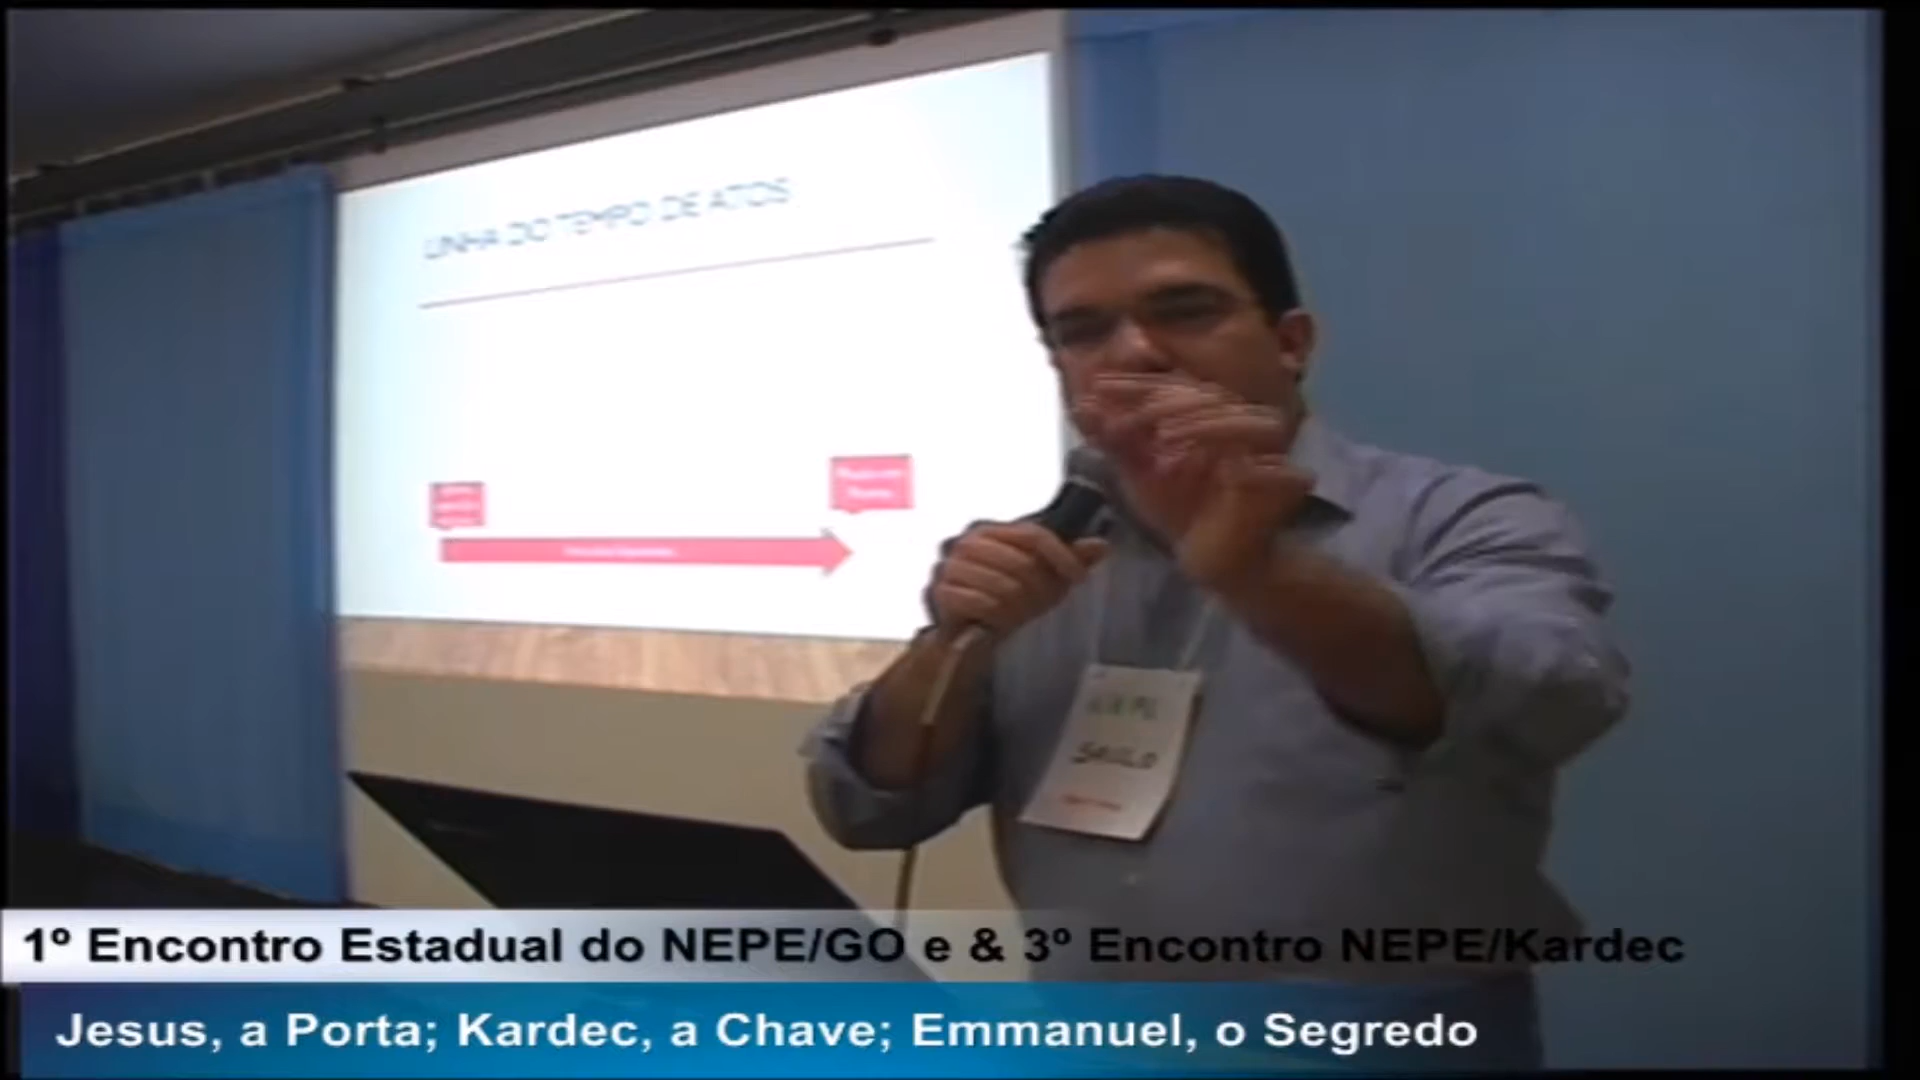 LINHA DO TEMPO DE ATOS
SAULO
1º Encontro Estadual do NEPE/GO e & 3º Encontro NEPE/Kardec
Jesus, a Porta; Kardec, a Chave; Emmanuel, o Segredo